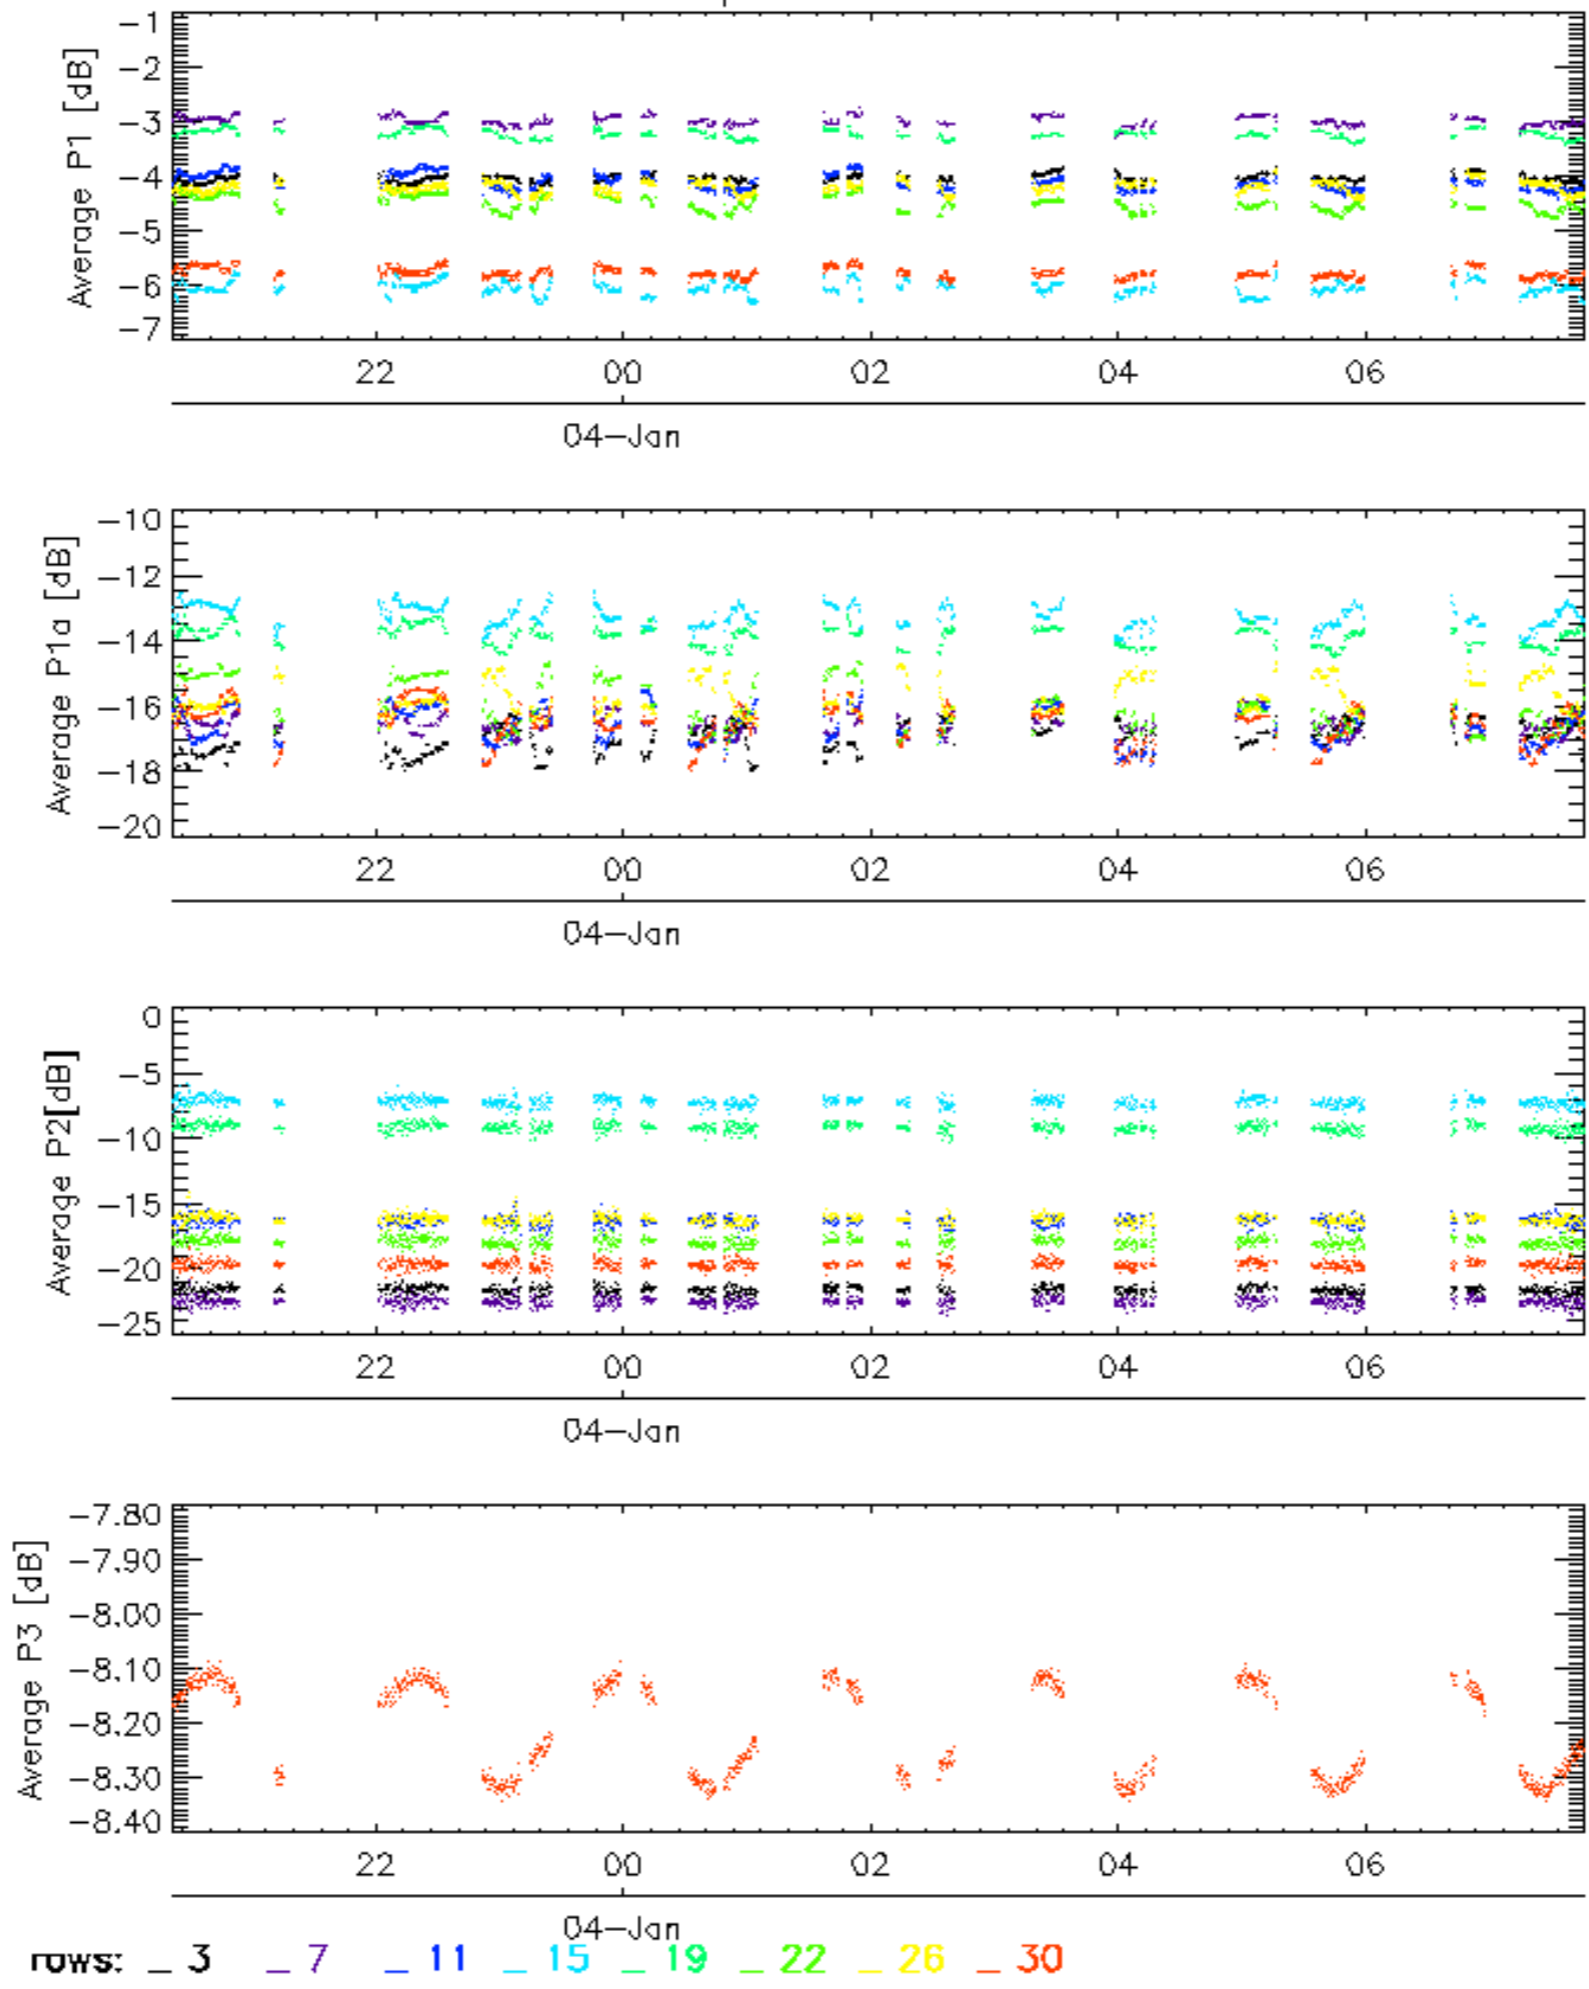 Average P1 [dB]
-1
-2
-3
-4
-5
-6
-7
22 00 02 04 06
04-Jan
Average P1a [dB]
-10
-12
-14
-16
-18
-20
22 00 02 04 06
04-Jan
Average P2[dB]
0
-5
-10
-15
-20
-25
22 00 02 04 06
04-Jan
Average P3 [dB]
-7.80
-7.90
-8.00
-8.10
-8.20
-8.30
-8.40
22 00 02 04 06
04-Jan
rows: _ 3 _ 7 _ 11 _ 15 _ 19 _ 22 _ 26 _ 30